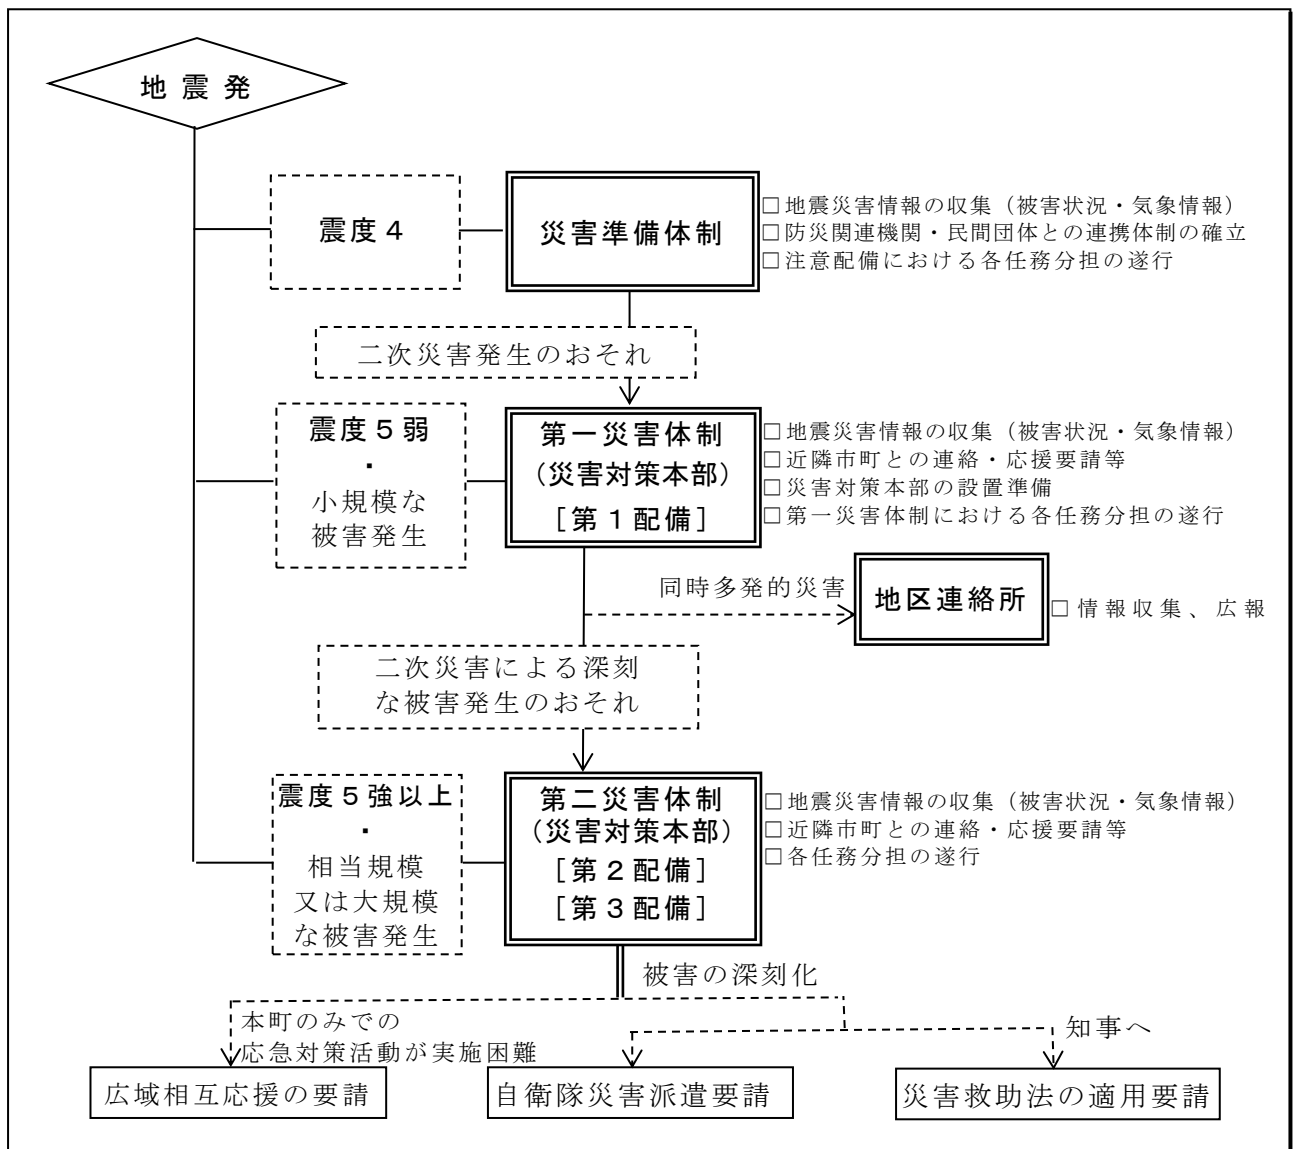 地震発
震度４
災害準備体制
□地震災害情報の収集（被害状況・気象情報）
□防災関連機関・民間団体との連携体制の確立
□注意配備における各任務分担の遂行
二次災害発生のおそれ
震度５弱
・
小規模な
被害発生
第一災害体制
（災害対策本部）
［第１配備］
□地震災害情報の収集（被害状況・気象情報）
□近隣市町との連絡・応援要請等
□災害対策本部の設置準備
□第一災害体制における各任務分担の遂行
同時多発的災害
地区連絡所
□情報収集、広報
二次災害による深刻
な被害発生のおそれ
震度５強以上
・
相当規模
又は大規模
な被害発生
第二災害体制
（災害対策本部）
［第２配備］
［第３配備］
□地震災害情報の収集（被害状況・気象情報）
□近隣市町との連絡・応援要請等
□各任務分担の遂行
被害の深刻化
本町のみでの
応急対策活動が実施困難
知事へ
広域相互応援の要請
自衛隊災害派遣要請
災害救助法の適用要請